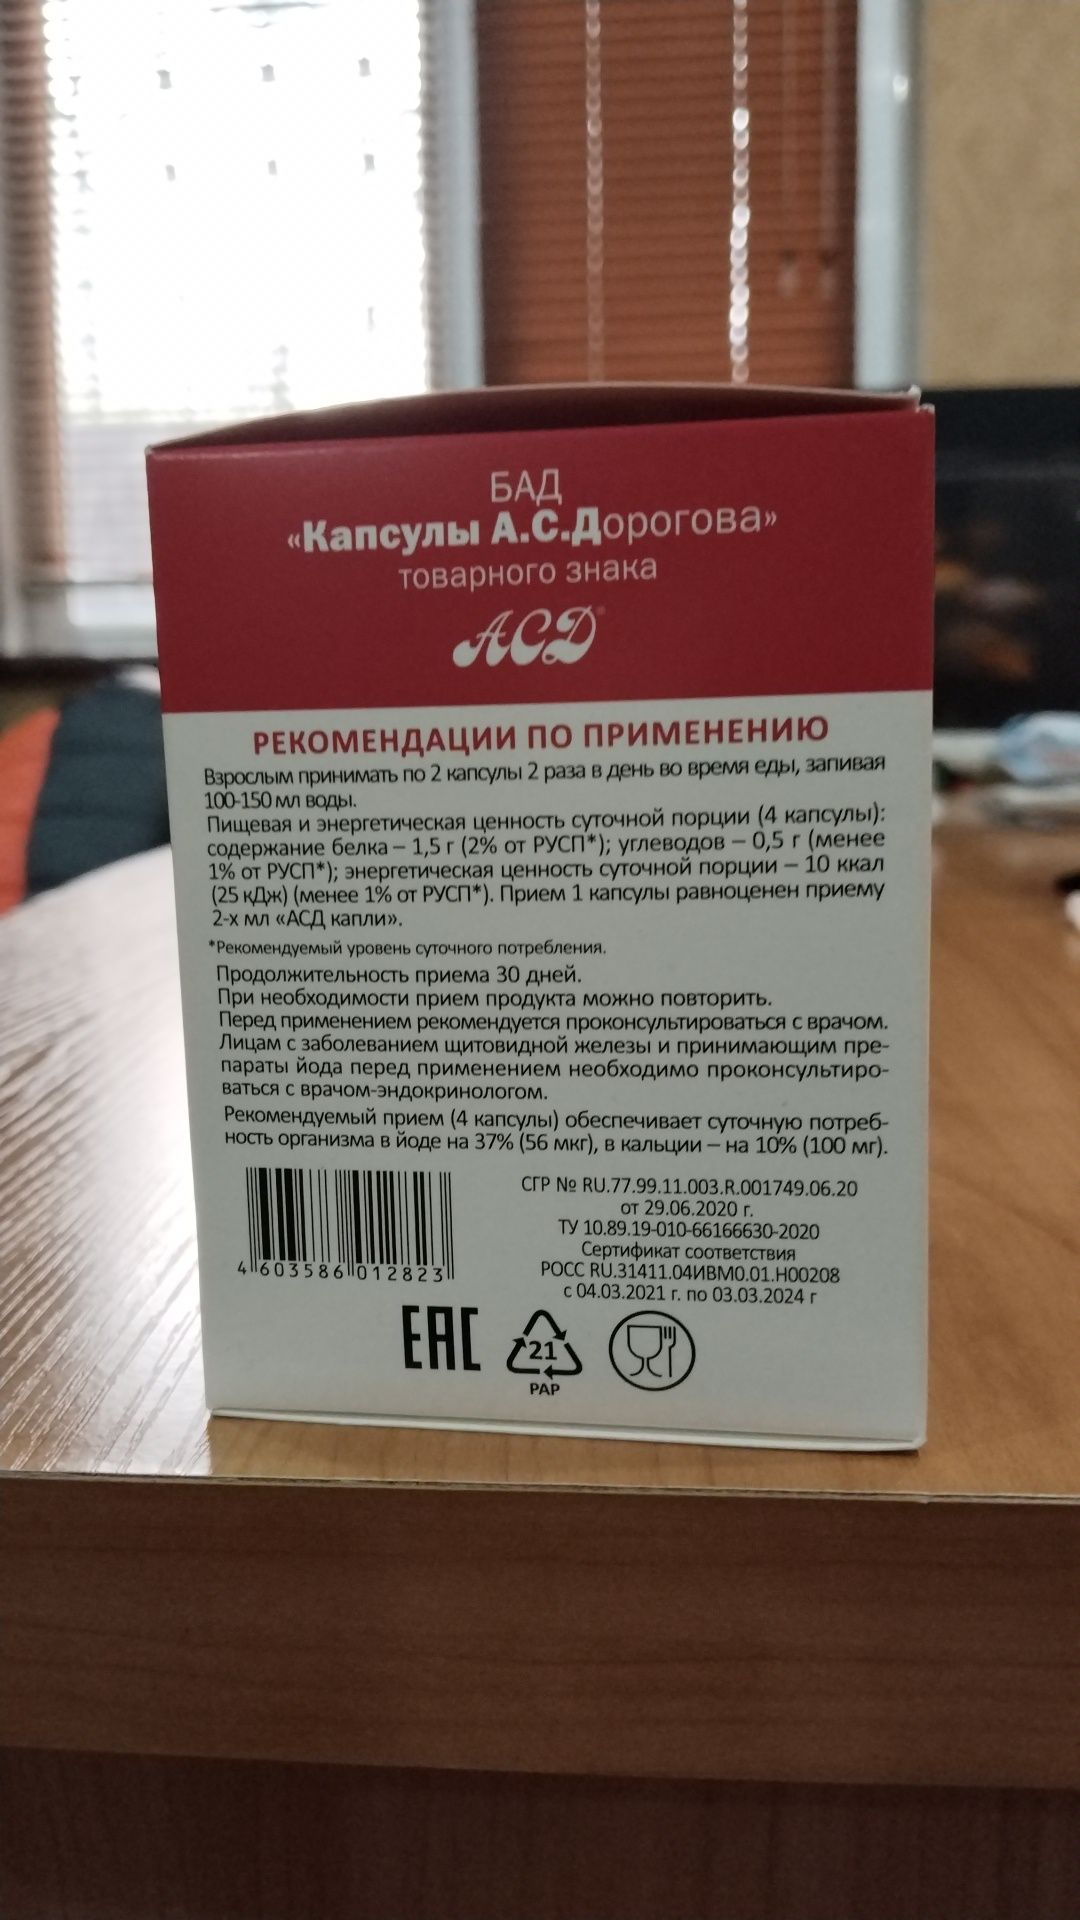 БАД
«Капсулы А.С.Дорогова»
товарного знака
АСД®
РЕКОМЕНДАЦИИ ПО ПРИМЕНЕНИЮ
Взрослым принимать по 2 капсулы 2 раза в день во время еды, запивая
100-150 мл воды.
Пищевая и энергетическая ценность суточной порции (4 капсулы):
содержание белка – 1,5 г (2% от РУСП*); углеводов – 0,5 г (менее
1% от РУСП*); энергетическая ценность суточной порции – 10 ккал
(25 кДж) (менее 1% от РУСП*). Прием 1 капсулы равноценен приему
2-х мл «АСД капли».
*Рекомендуемый уровень суточного потребления.
Продолжительность приема 30 дней.
При необходимости прием продукта можно повторить.
Перед применением рекомендуется проконсультироваться с врачом.
Лицам с заболеванием щитовидной железы и принимающим пре-
параты йода перед применением необходимо проконсультиро-
ваться с врачом-эндокринологом.
Рекомендуемый прием (4 капсулы) обеспечивает суточную потреб-
ность организма в йоде на 37% (56 мкг), в кальции – на 10% (100 мг).
4 603586 012823
СГР № RU.77.99.11.003.R.001749.06.20
от 29.06.2020 г.
ТУ 10.89.19-010-66166630-2020
Сертификат соответствия
РОСС RU.31411.04ИВМ0.01.Н00208
с 04.03.2021 г. по 03.03.2024 г
ЕАС
21
PAP